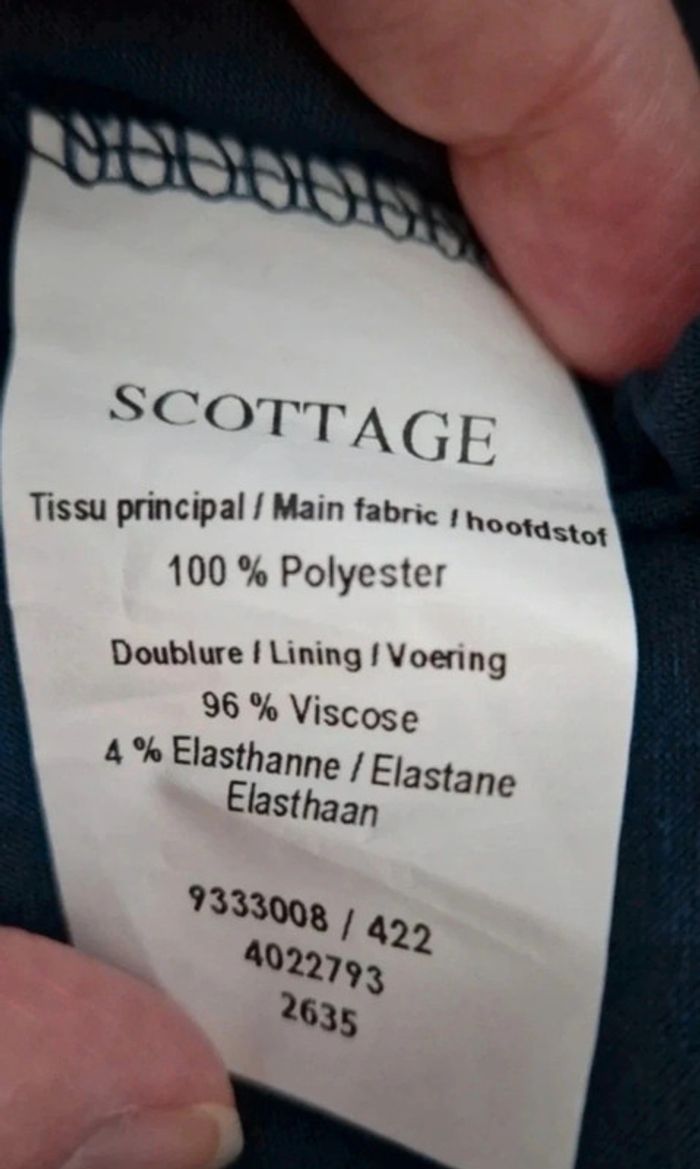 SCOTTAGE
Tissu principal / Main fabric / hoofdstof
100 % Polyester
Doublure / Lining / Voering
96 % Viscose
4 % Elasthanne / Elastane
Elasthaan
9333008 / 422
4022793
2635